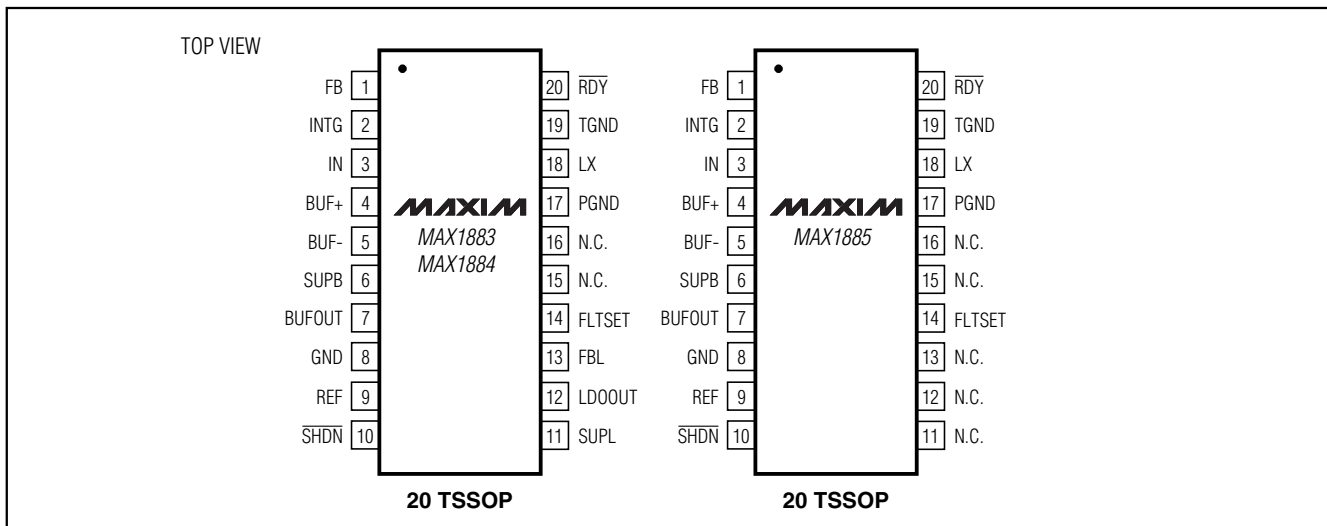 TOP VIEW
FB 1
INTG 2
IN 3
BUF+ 4
BUF- 5
SUPB 6
BUFOUT 7
GND 8
REF 9
SHDN 10
MAXIM
MAX1883
MAX1884
20 RDY
19 TGND
18 LX
17 PGND
16 N.C.
15 N.C.
14 FLTSET
13 FBL
12 LDOOUT
11 SUPL
20 TSSOP
FB 1
INTG 2
IN 3
BUF+ 4
BUF- 5
SUPB 6
BUFOUT 7
GND 8
REF 9
SHDN 10
MAXIM
MAX1885
20 RDY
19 TGND
18 LX
17 PGND
16 N.C.
15 N.C.
14 FLTSET
13 N.C.
12 N.C.
11 N.C.
20 TSSOP